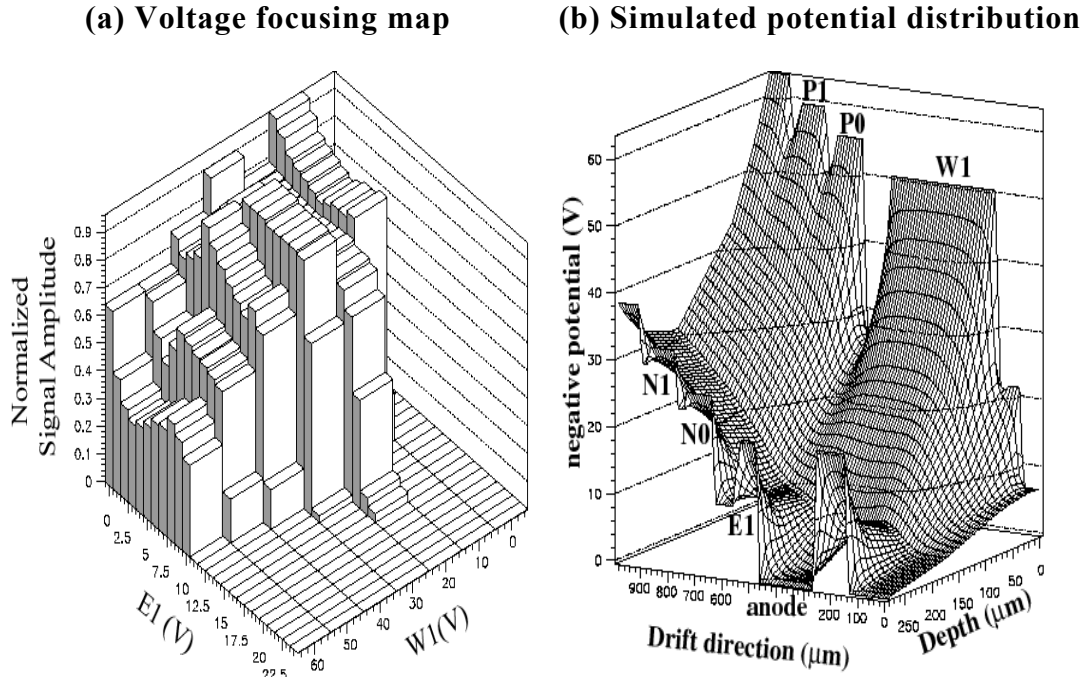 (a) Voltage focusing map
(b) Simulated potential distribution
Normalized
Signal Amplitude
0.9
0.8
0.7
0.6
0.5
0.4
0.3
0.2
0.1
0
0
2.5
5
7.5
10
12.5
15
17.5
20
22.5
E1 (V)
60
50
40
30
20
10
0
W1(V)
negative potential (V)
60
50
40
30
20
10
0
P1
P0
W1
N1
N0
E1
anode
900
800
700
600
200
100
0
Drift direction (μm)
250
200
150
100
50
0
Depth (μm)